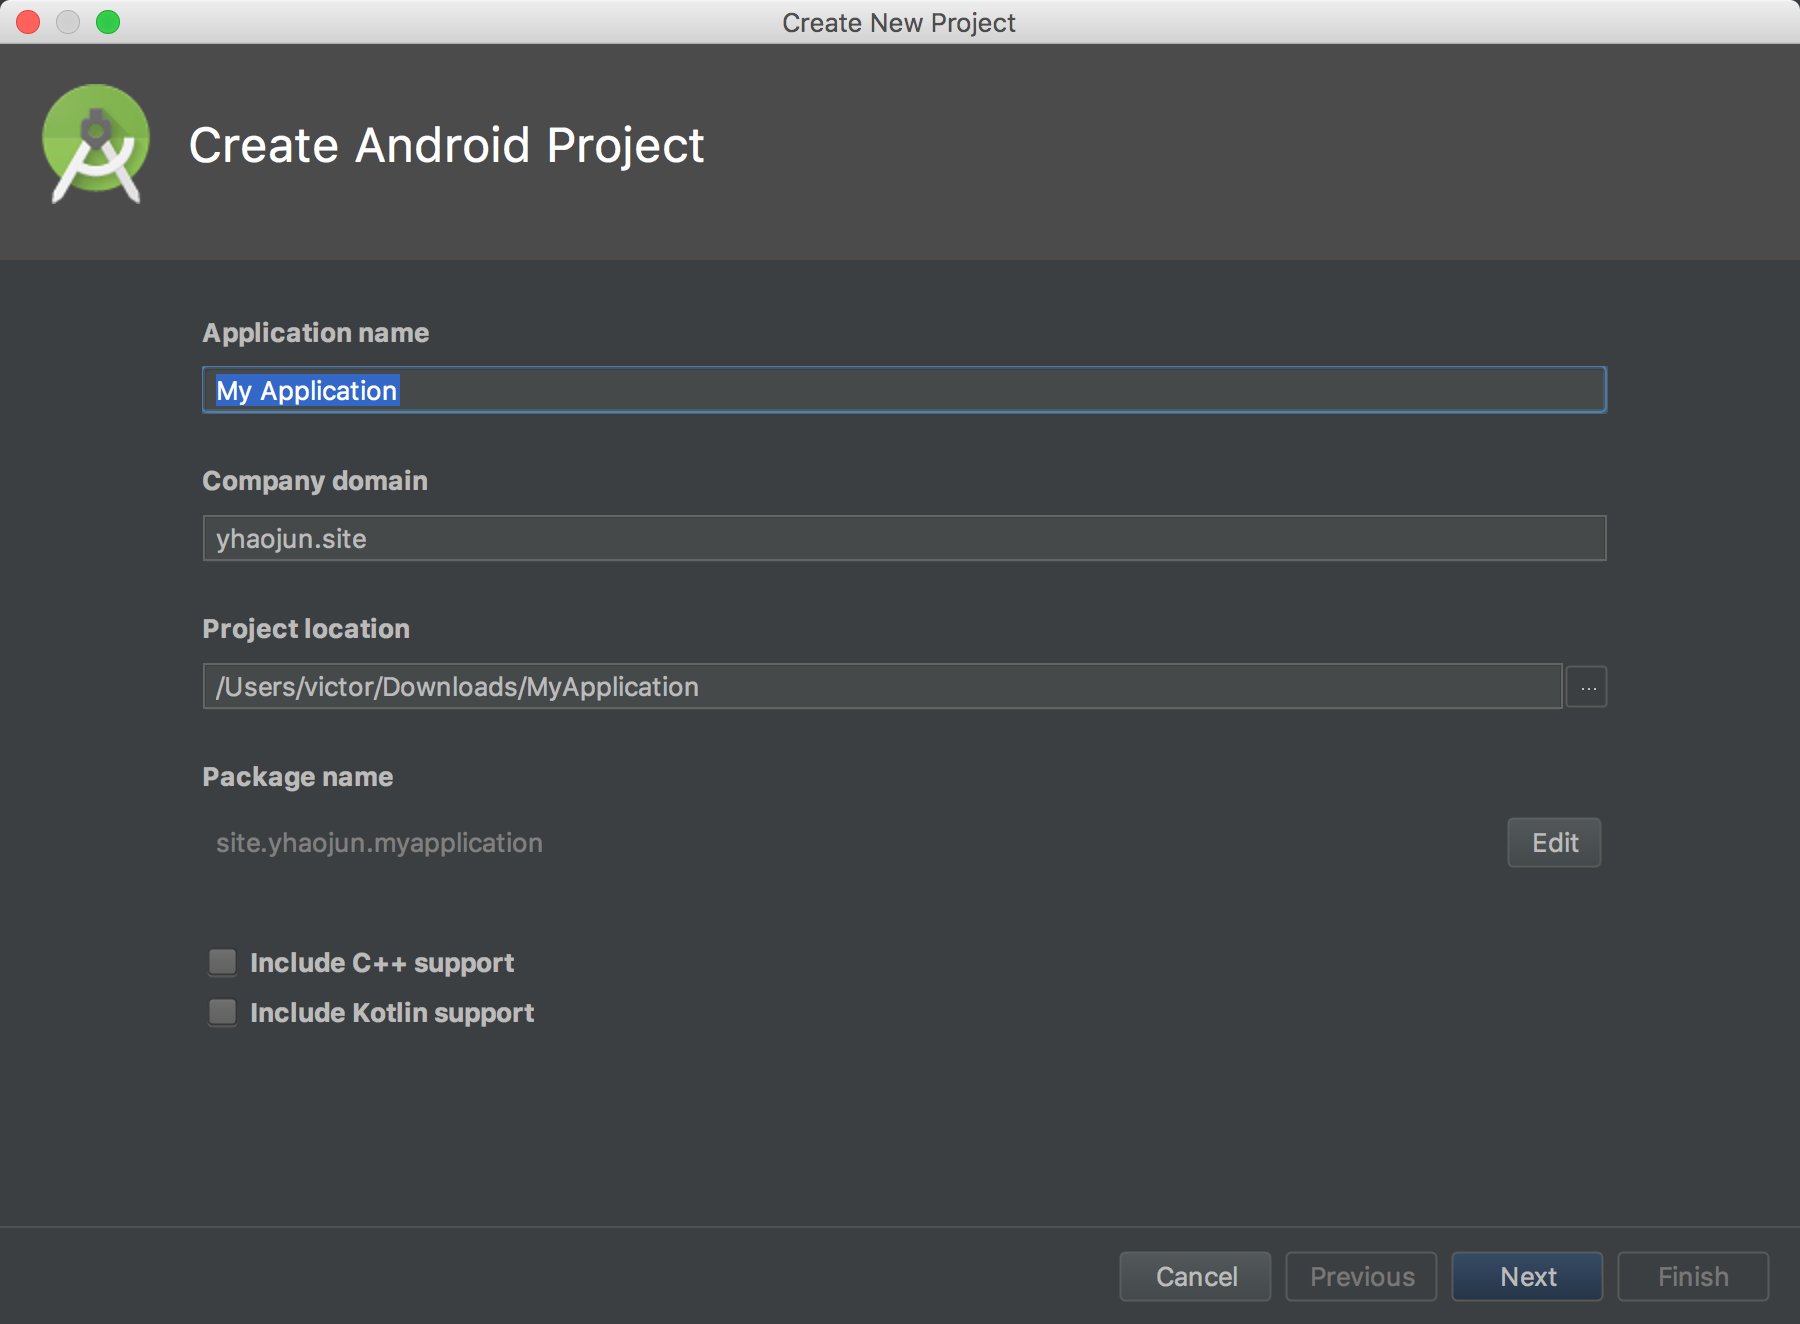 Create New Project
Create Android Project
Application name
My Application
Company domain
yhaojun.site
Project location
/Users/victor/Downloads/MyApplication
...
Package name
site.yhaojun.myapplication
Edit
Include C++ support
Include Kotlin support
Cancel
Previous
Next
Finish